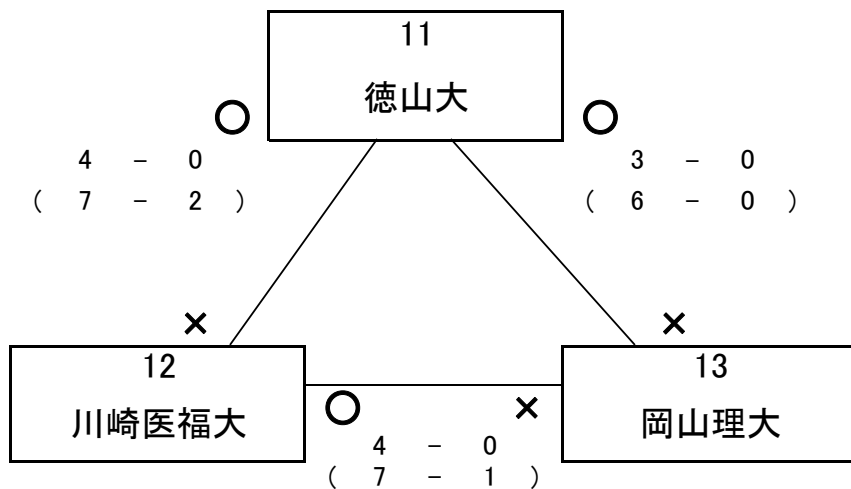 11
徳山大
○ ○
4 － 0
( 7 － 2 )
3 － 0
( 6 － 0 )
× ×
12
川崎医福大
13
岡山理大
○ ×
4 － 0
( 7 － 1 )